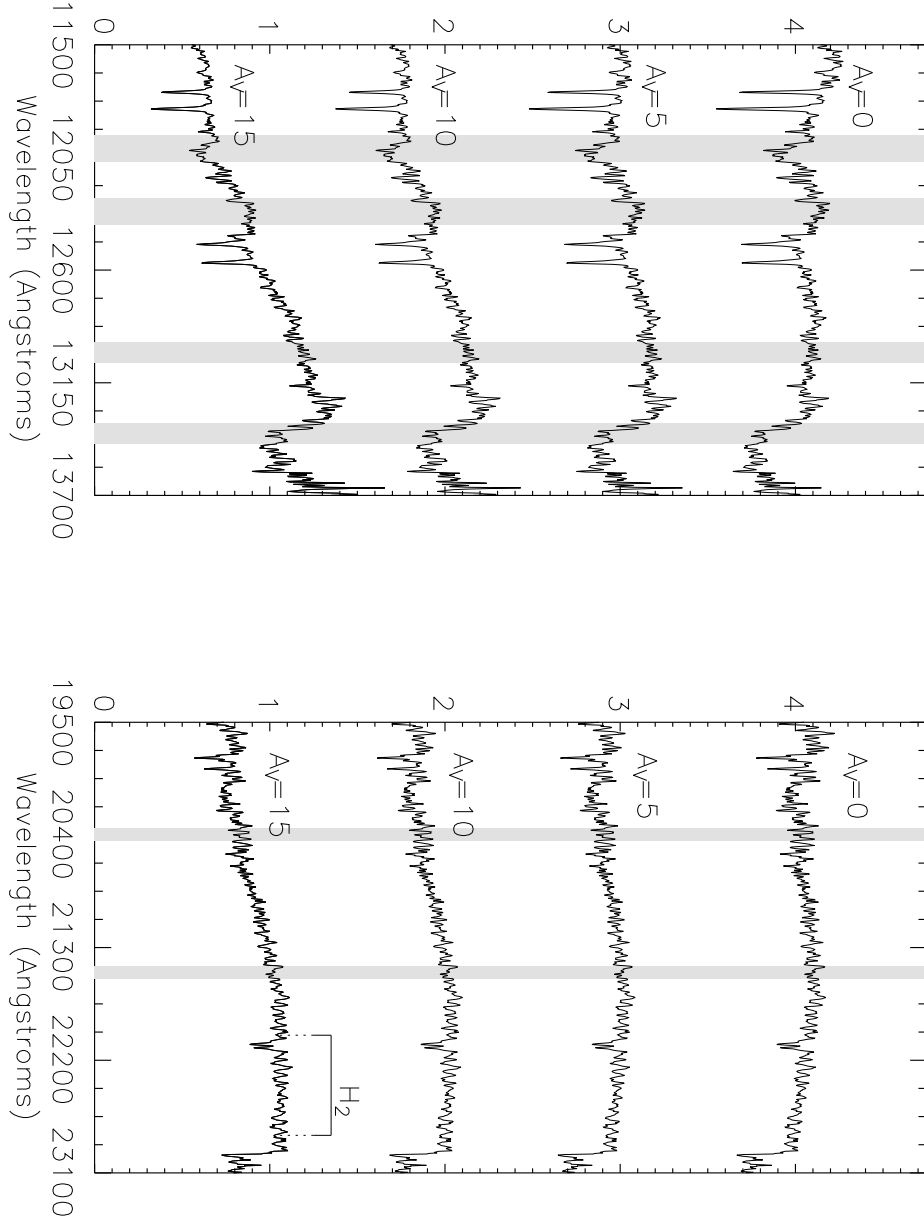 4
3
2
1
0
A_V=0
A_V=5
A_V=10
A_V=15
11500 12050 12600 13150 13700
Wavelength (Angstroms)
4
3
2
1
0
A_V=0
A_V=5
A_V=10
A_V=15
H_2
19500 20400 21300 22200 23100
Wavelength (Angstroms)